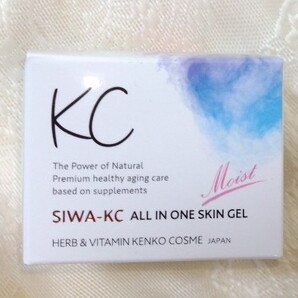 KC
The Power of Natural
Premium healthy aging care
based on supplements
Moist
SIWA-KC ALL IN ONE SKIN GEL
HERB & VITAMIN KENKO COSME JAPAN